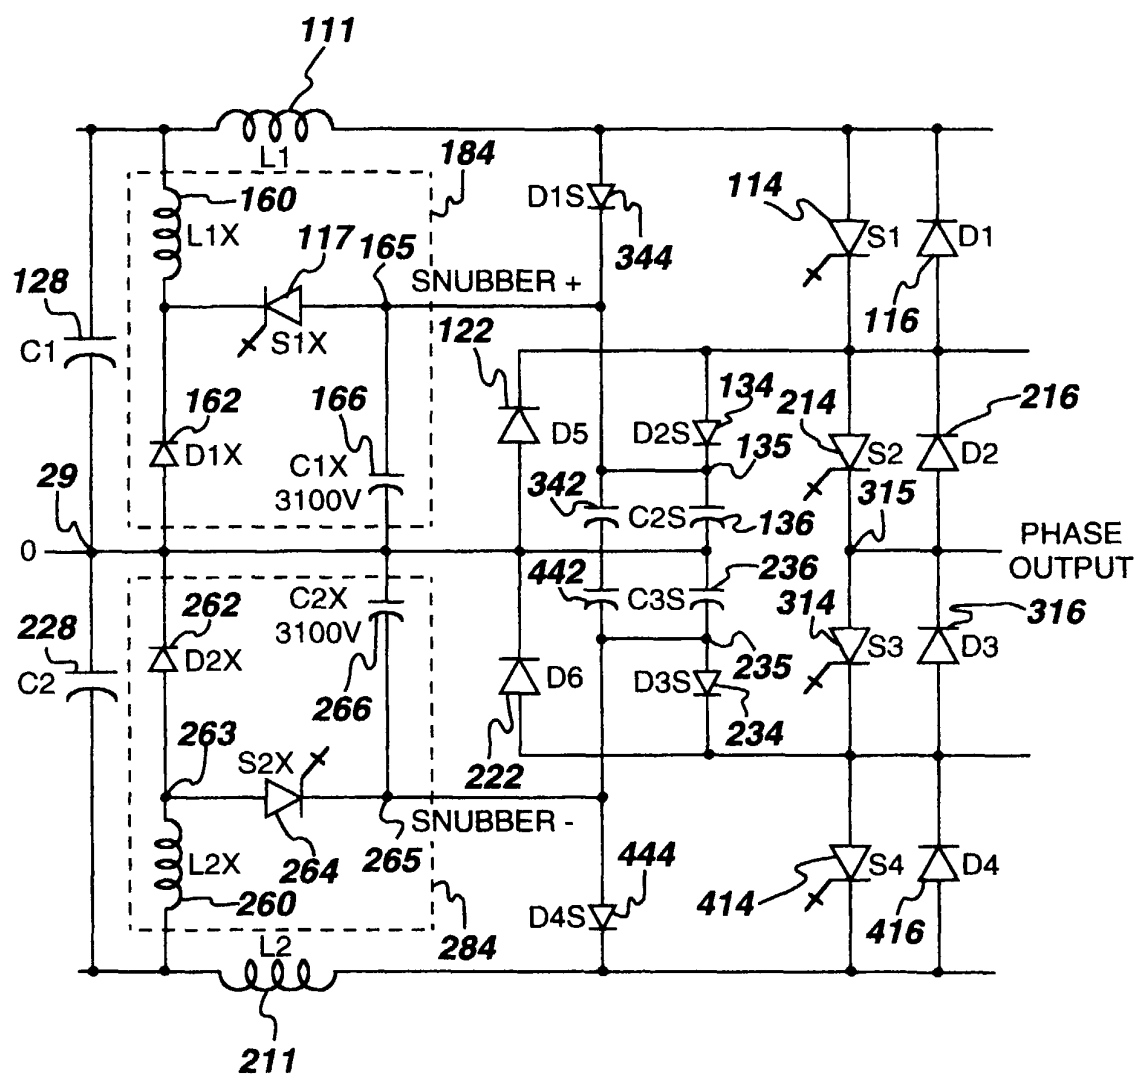 111
L1
184
160
L1X
117
165
SNUBBER +
D1S
344
114
S1
D1
116
128
C1
S1X
122
162
D1X
166
C1X
3100V
D5
134
D2S
135
214
S2
216
D2
342
C2S
136
315
29
0
PHASE
OUTPUT
442
C3S
236
235
C2X
3100V
262
D2X
266
228
C2
D6
222
D3S
234
314
S3
316
D3
263
S2X
264
265
SNUBBER -
L2X
260
284
D4S
444
414
S4
D4
416
L2
211